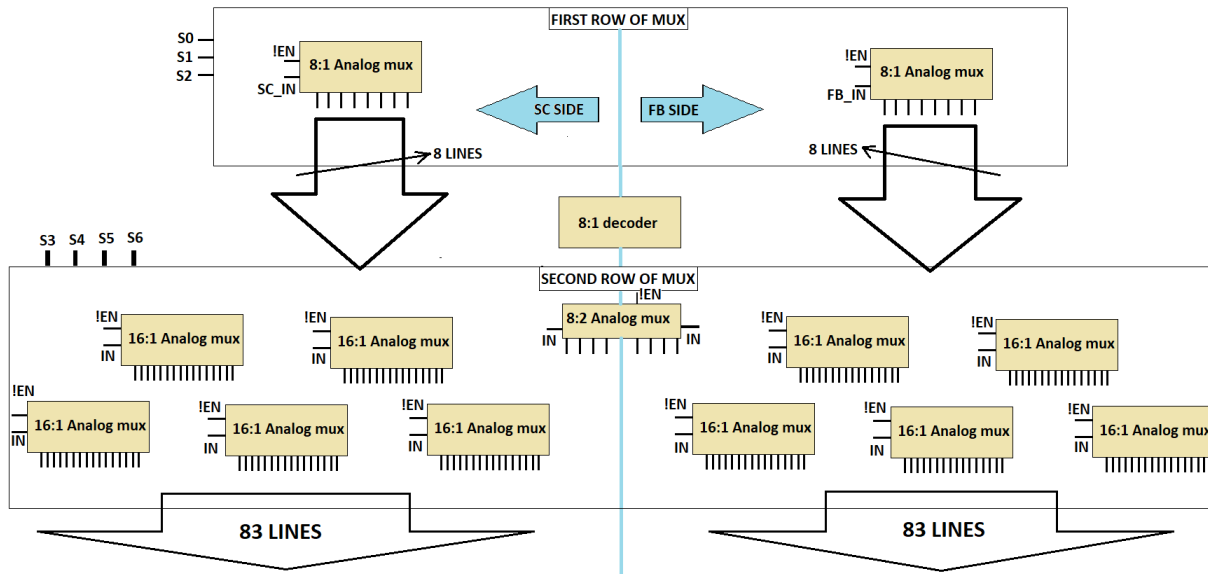 FIRST ROW OF MUX
S0
S1
S2
!EN
8:1 Analog mux
SC_IN
!EN
8:1 Analog mux
FB_IN
SC SIDE
FB SIDE
8 LINES
8 LINES
8:1 decoder
S3 S4 S5 S6
SECOND ROW OF MUX
!EN
8:2 Analog mux
IN
IN
!EN
16:1 Analog mux
IN
!EN
16:1 Analog mux
IN
!EN
16:1 Analog mux
IN
!EN
16:1 Analog mux
IN
!EN
16:1 Analog mux
IN
!EN
16:1 Analog mux
IN
!EN
16:1 Analog mux
IN
!EN
16:1 Analog mux
IN
!EN
16:1 Analog mux
IN
!EN
16:1 Analog mux
IN
83 LINES
83 LINES